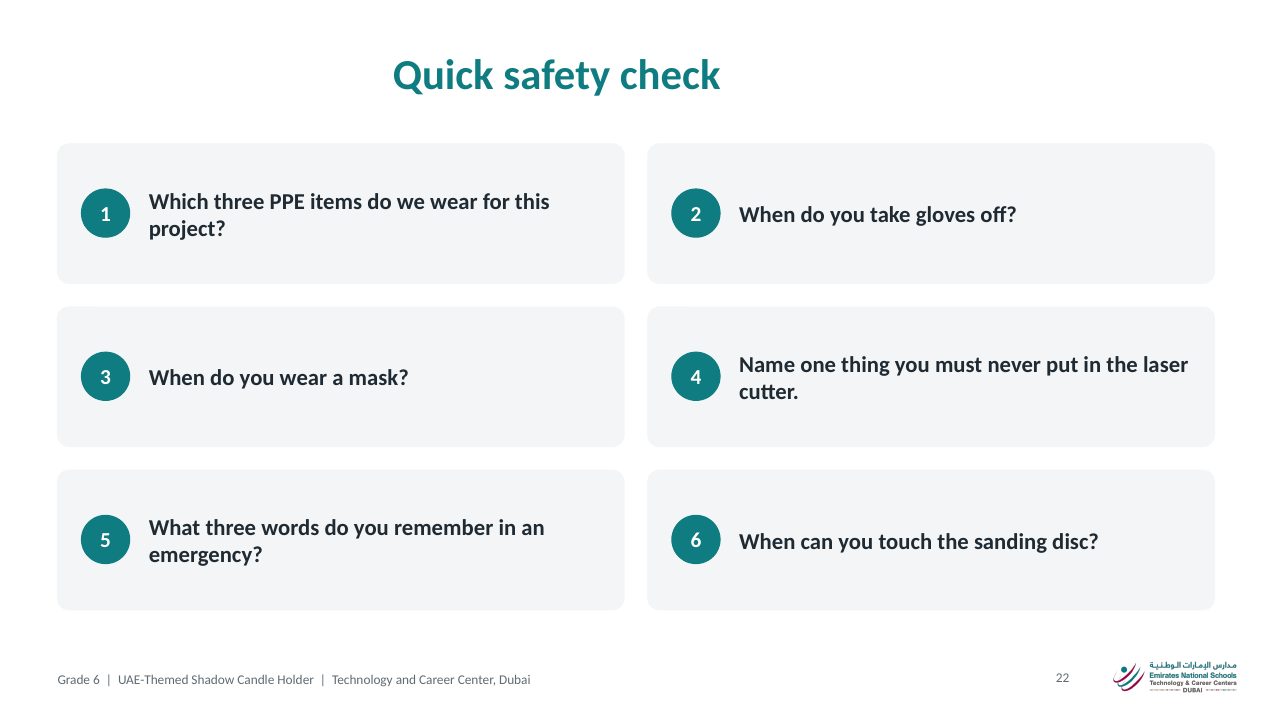 Quick safety check
1
Which three PPE items do we wear for this
project?
2
When do you take gloves off?
3
When do you wear a mask?
4
Name one thing you must never put in the laser
cutter.
5
What three words do you remember in an
emergency?
6
When can you touch the sanding disc?
Grade 6 | UAE-Themed Shadow Candle Holder | Technology and Career Center, Dubai
22
مدارس الإمارات الوطنية
Emirates National Schools
Technology & Career Centers
DUBAI